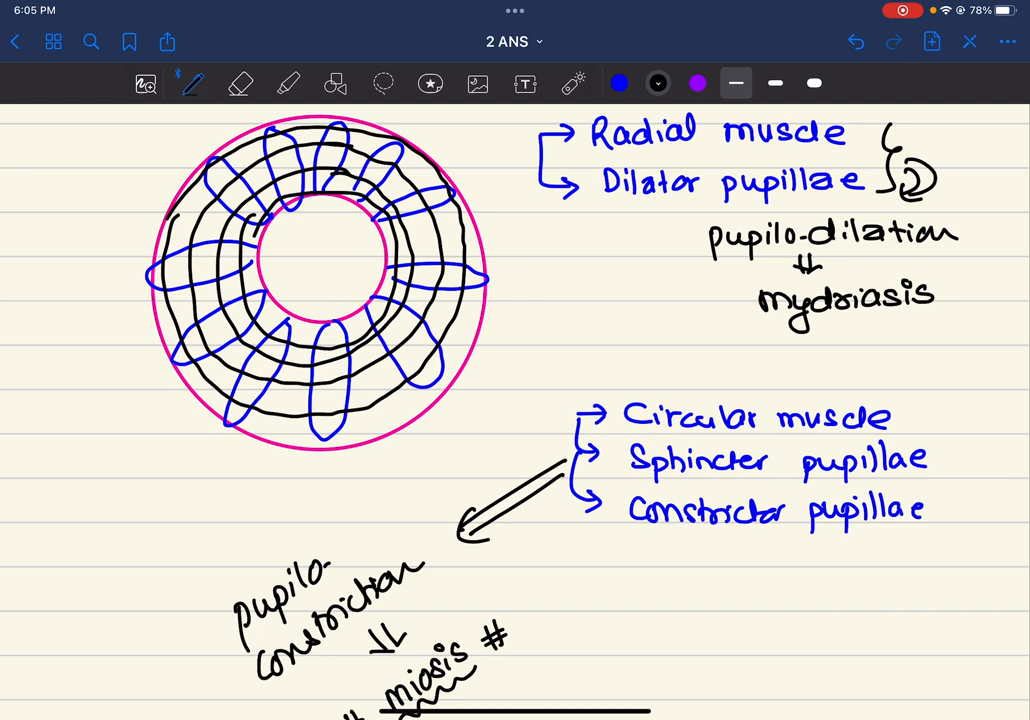 6:05 PM
78%
2 ANS
Radial muscle
Dilator pupillae
pupilo-dilation
mydriasis
Circular muscle
Sphincter pupillae
Constrictor pupillae
pupilo-
constriction
miosis #